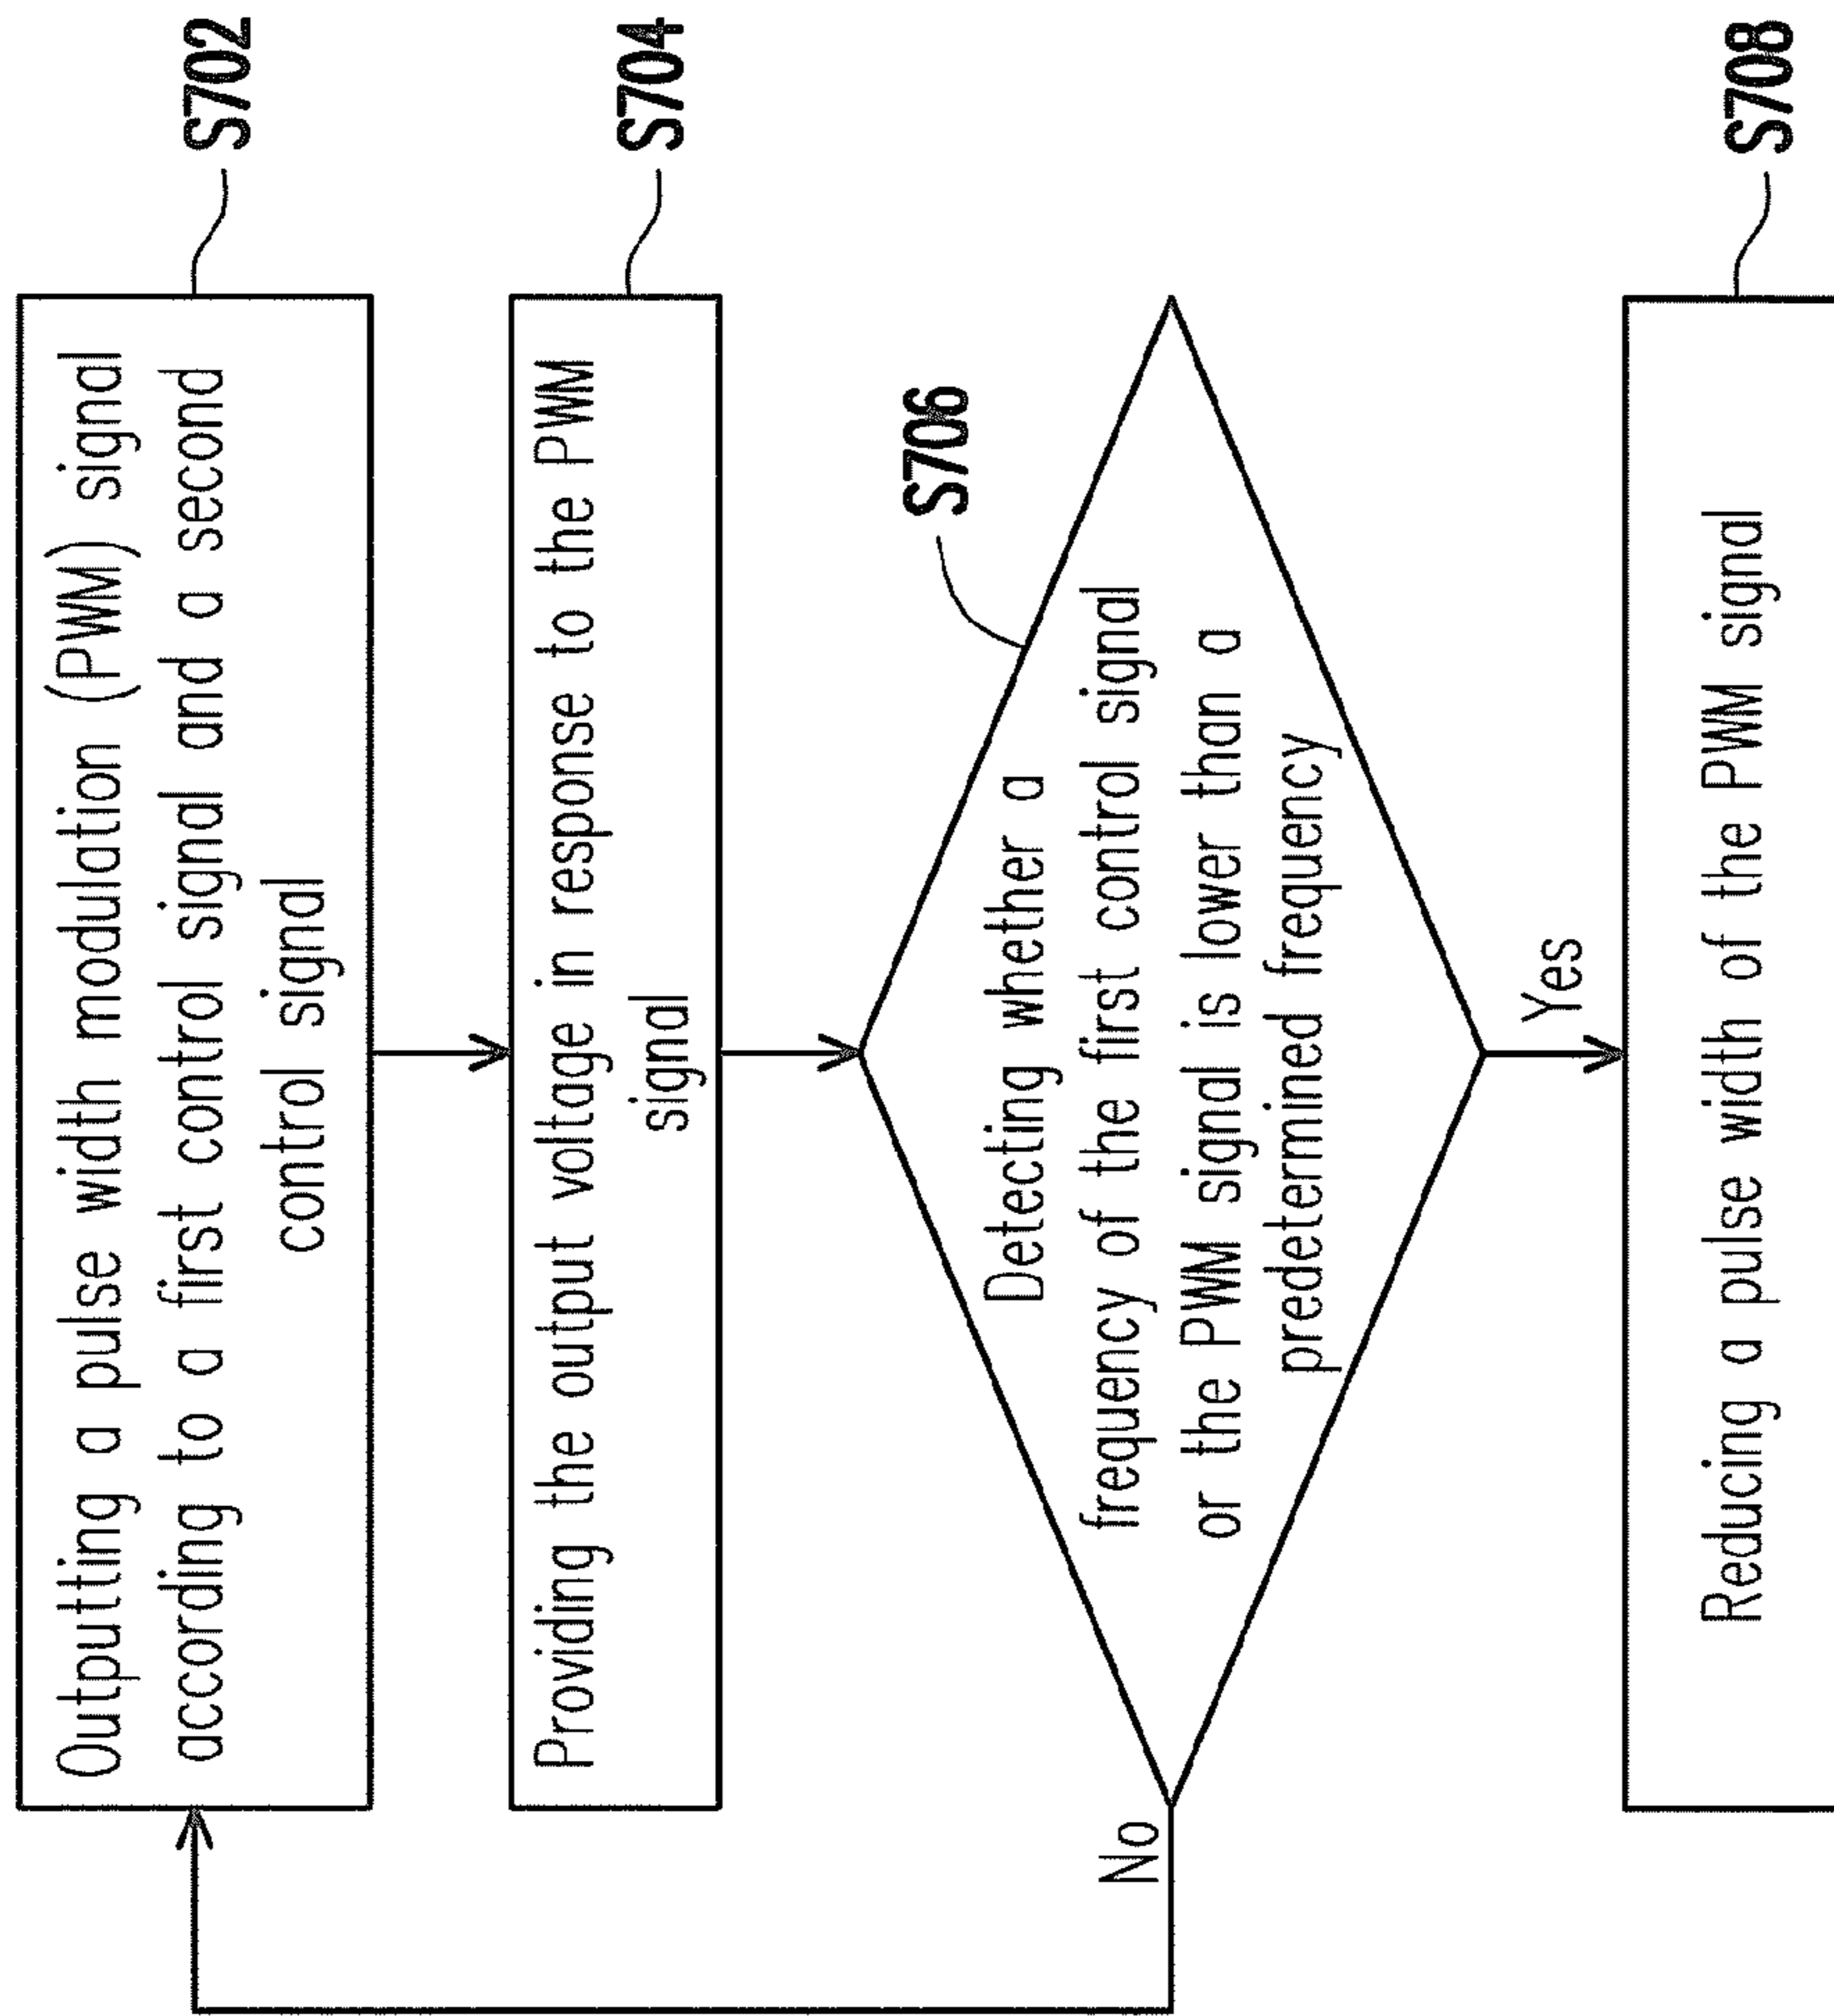 Outputting a pulse width modulation (PWM) signal
according to a first control signal and a second
control signal
S702
Providing the output voltage in response to the PWM
signal
S704
Detecting whether a
frequency of the first control signal
or the PWM signal is lower than a
predetermined frequency
S706
No
Yes
Reducing a pulse width of the PWM signal
S708